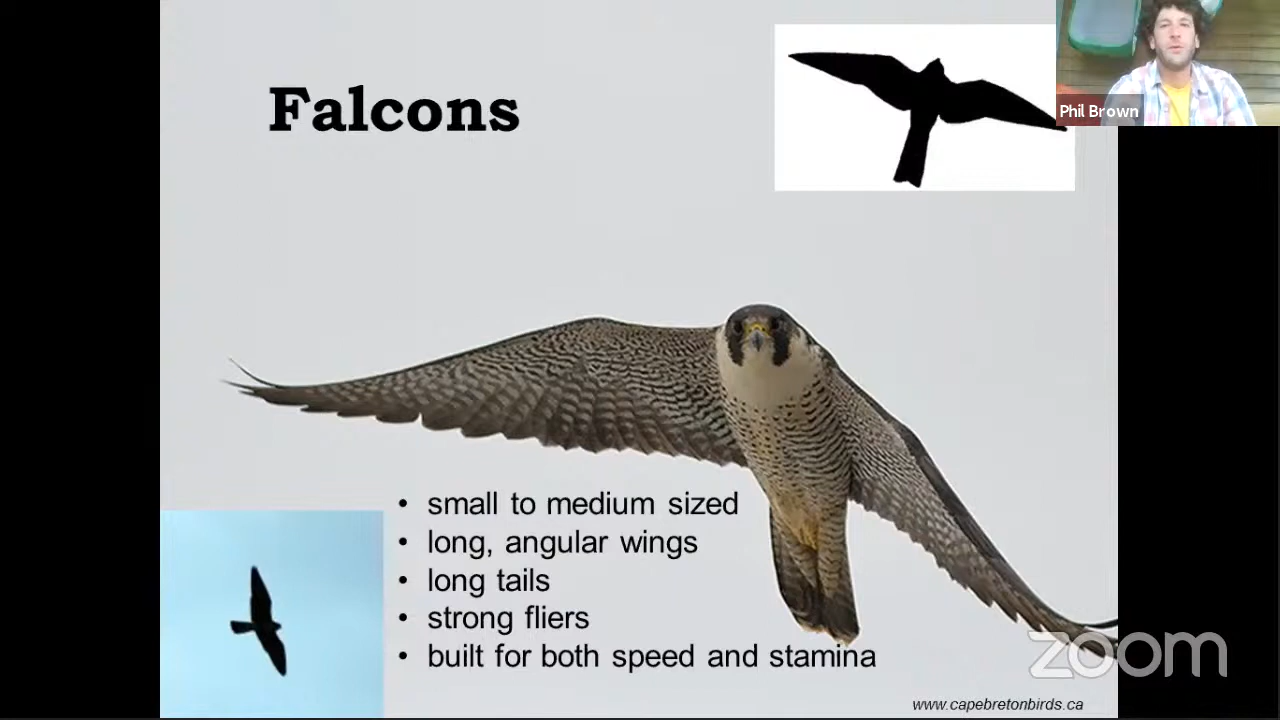 Falcons
Phil Brown
• small to medium sized
• long, angular wings
• long tails
• strong fliers
• built for both speed and stamina
zoom
www.capebretonbirds.ca